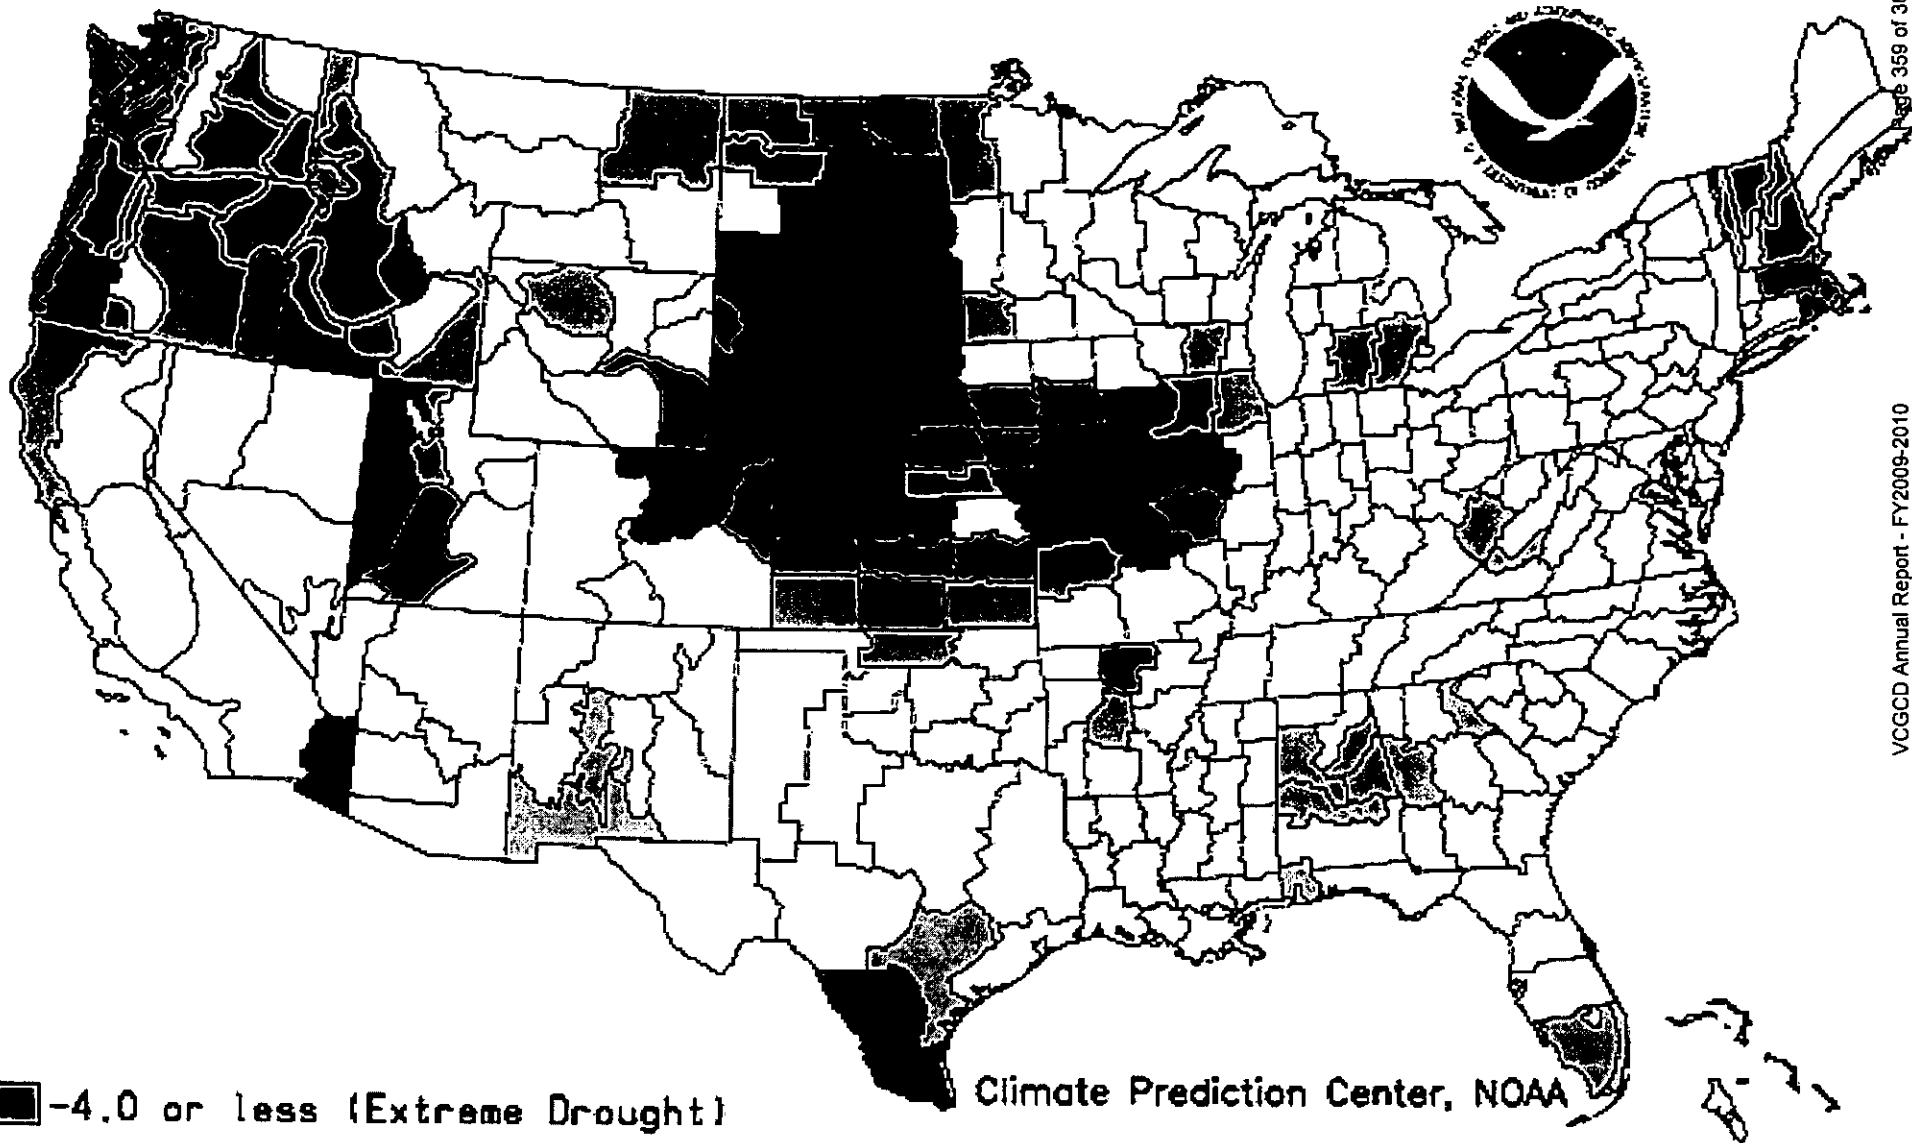 -4.0 or less (Extreme Drought)
Climate Prediction Center, NOAA
Page 359 of
VCGCD Annual Report - FY2009-2010